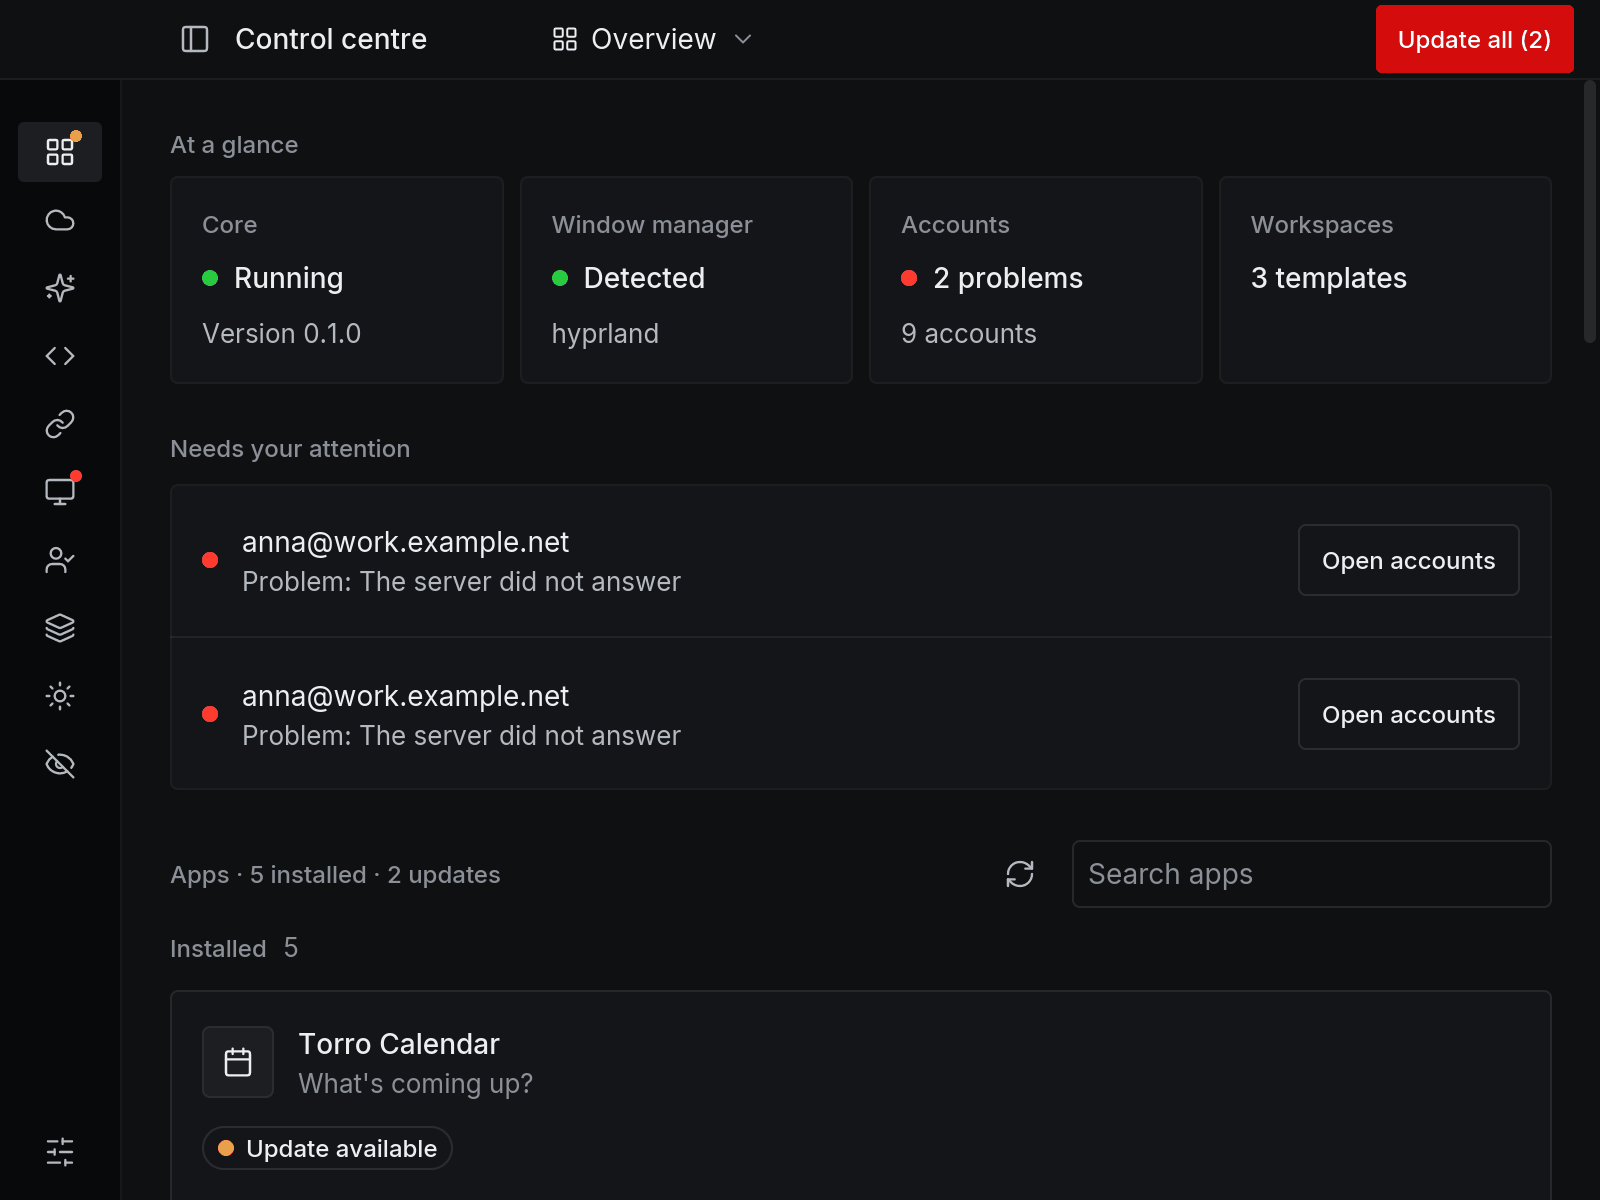 Control centre
Overview
Update all (2)
At a glance
Core
Running
Version 0.1.0
Window manager
Detected
hyprland
Accounts
2 problems
9 accounts
Workspaces
3 templates
Needs your attention
anna@work.example.net
Problem: The server did not answer
Open accounts
anna@work.example.net
Problem: The server did not answer
Open accounts
Apps · 5 installed · 2 updates
Search apps
Installed 5
Torro Calendar
What's coming up?
Update available